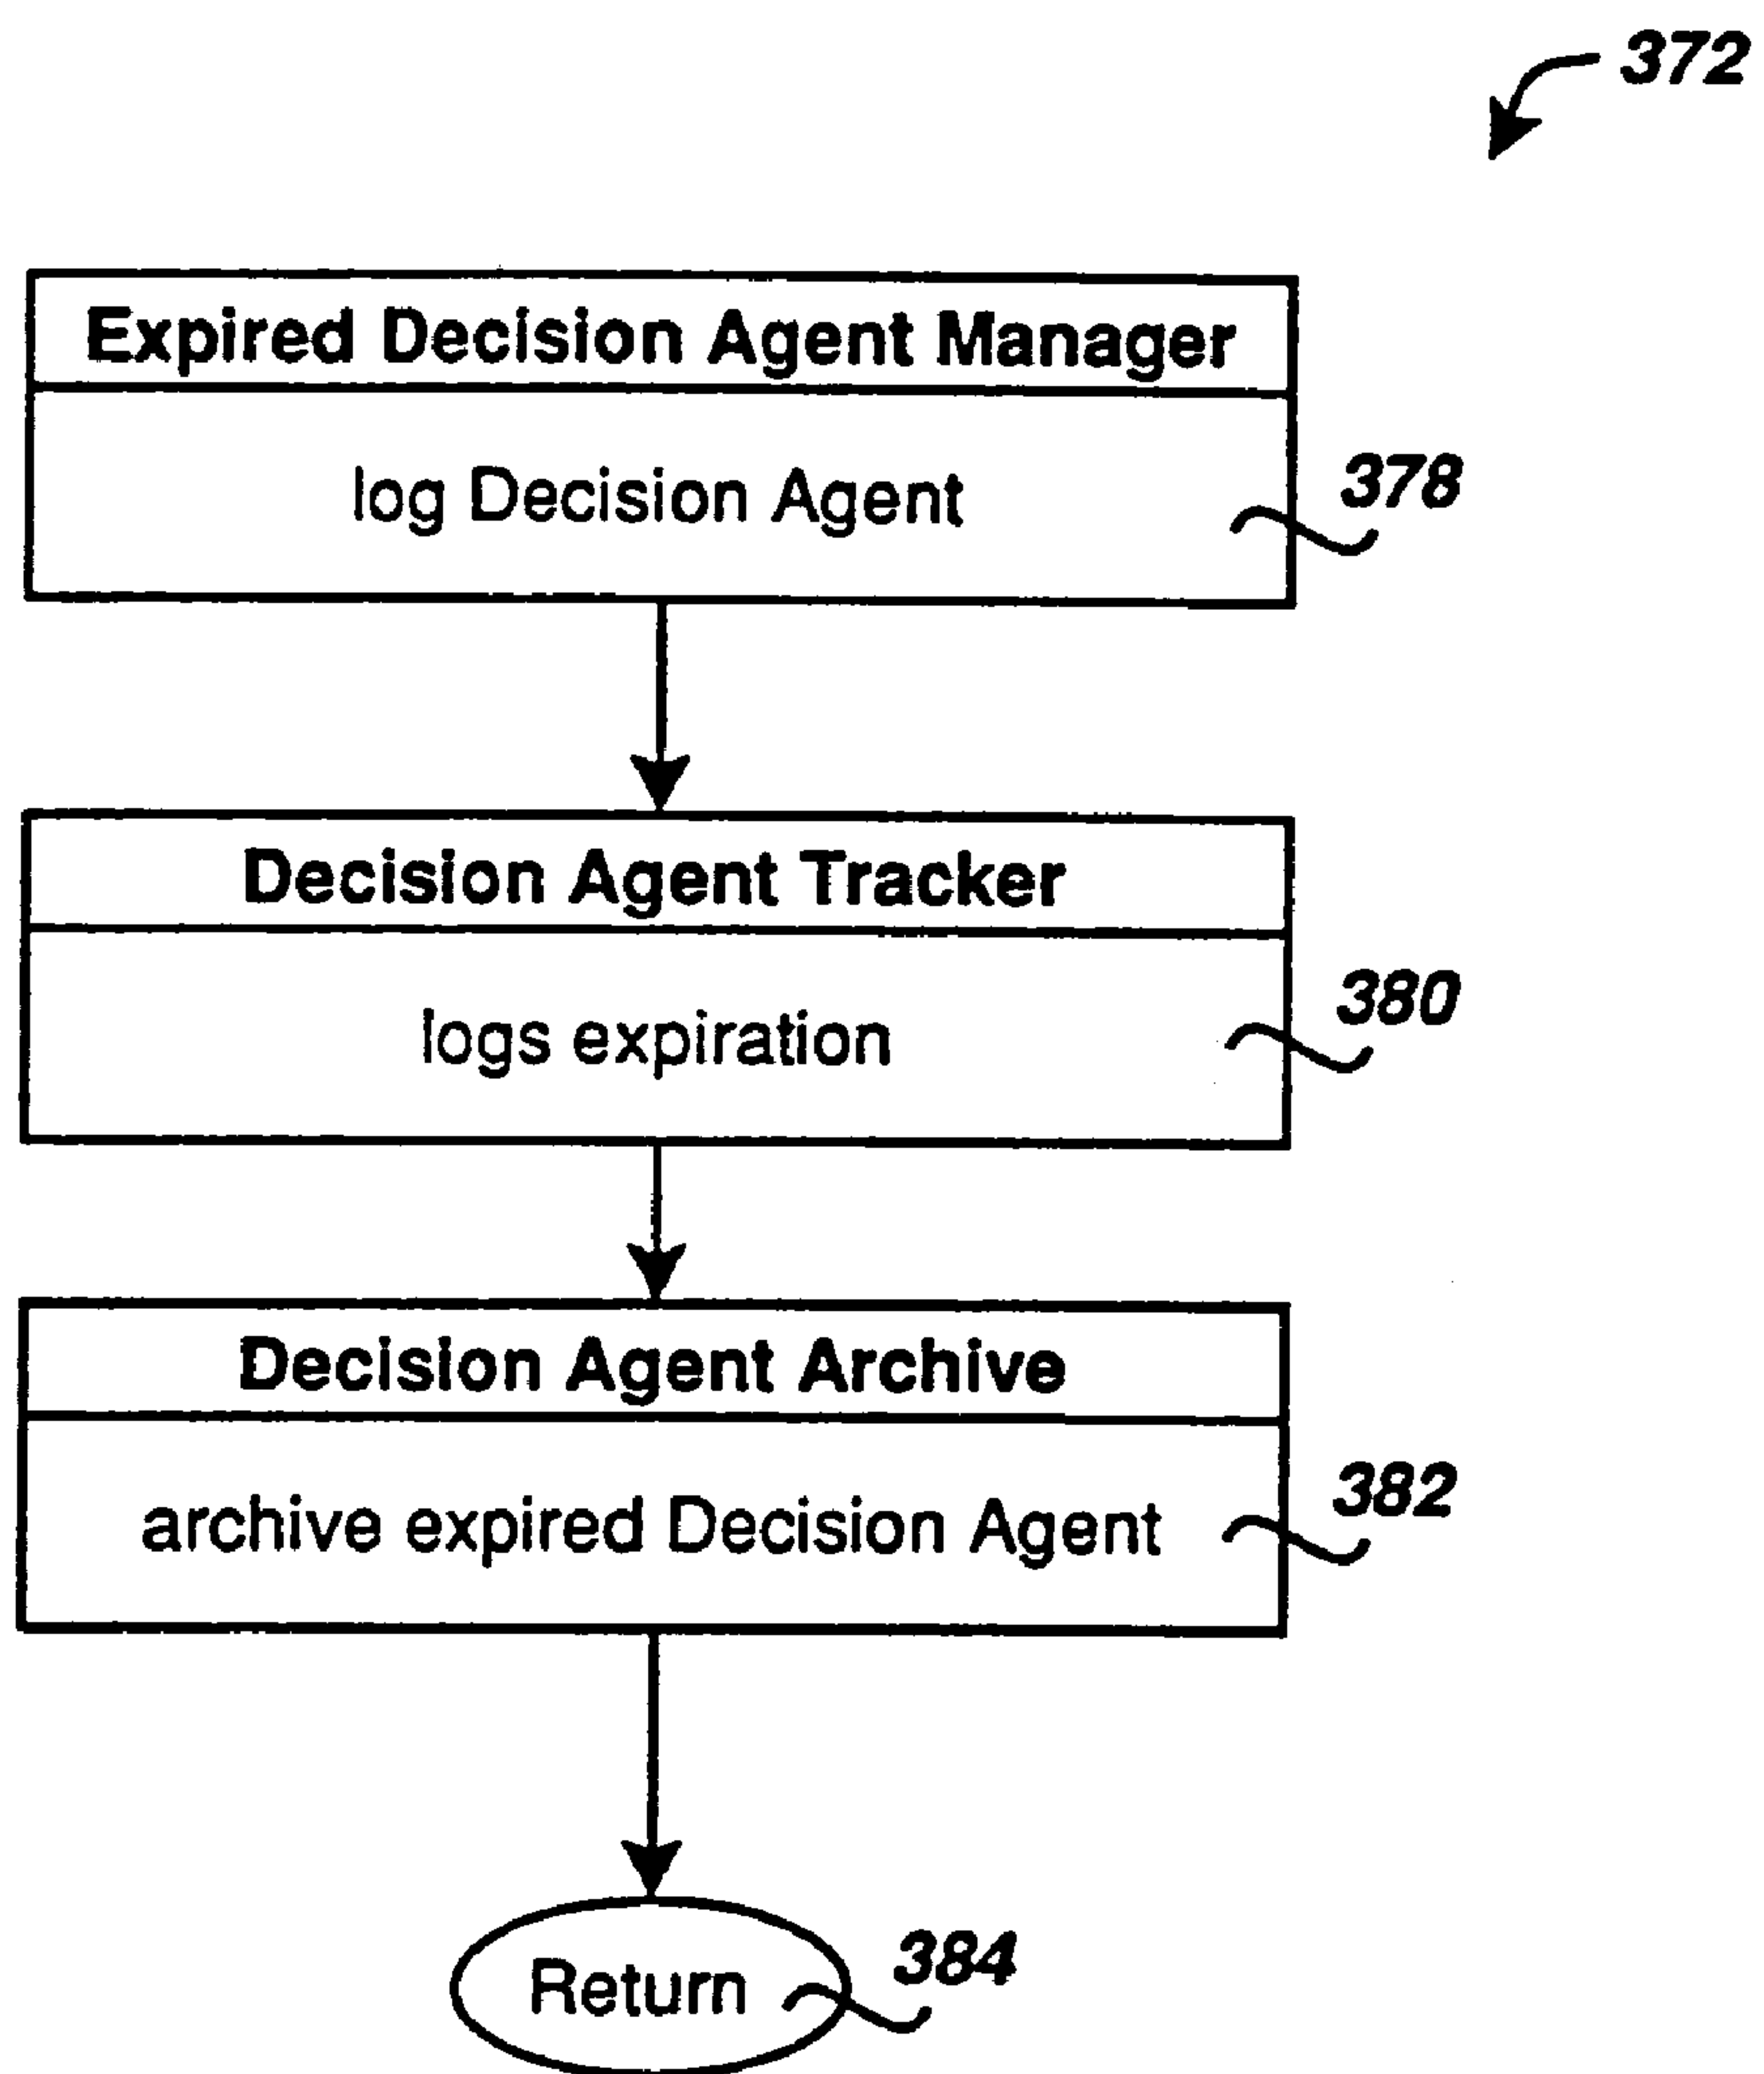 372
Expired Decision Agent Manager
log Decision Agent
378
Decision Agent Tracker
logs expiration
380
Decision Agent Archive
archive expired Decision Agent
382
Return
384